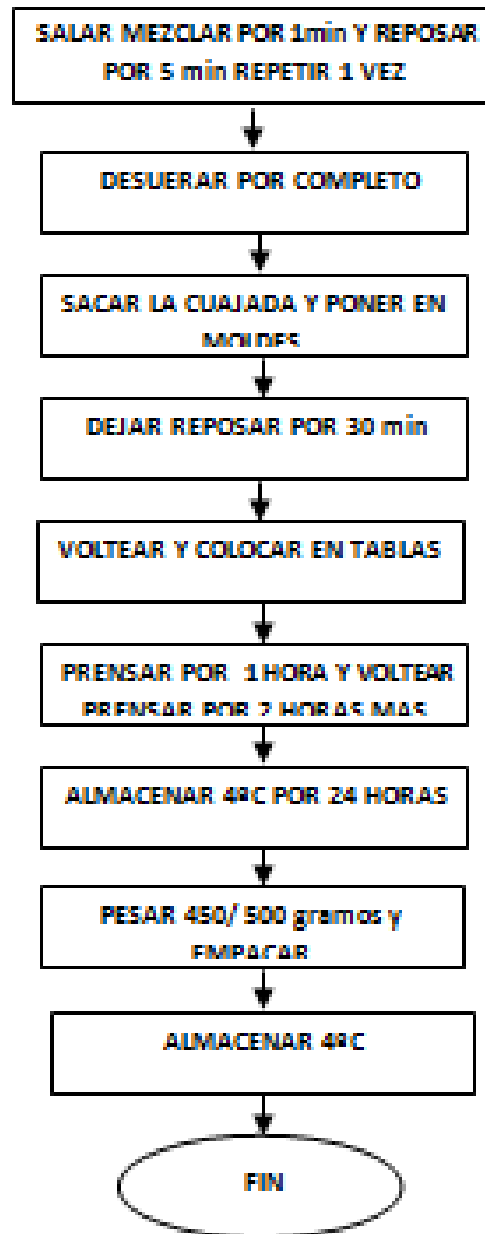 SALAR MEZCLAR POR 1min Y REPOSAR
POR 5 min REPETIR 1 VEZ
DESUERAR POR COMPLETO
SACAR LA CUAJADA Y PONER EN
MOLDES
DEJAR REPOSAR POR 30 min
VOLTEAR Y COLOCAR EN TABLAS
PRENSAR POR 1 HORA Y VOLTEAR
PRENSAR POR 2 HORAS MAS
ALMACENAR 4ºC POR 24 HORAS
PESAR 450/ 500 gramos y
EMPACAR
ALMACENAR 4ºC
FIN